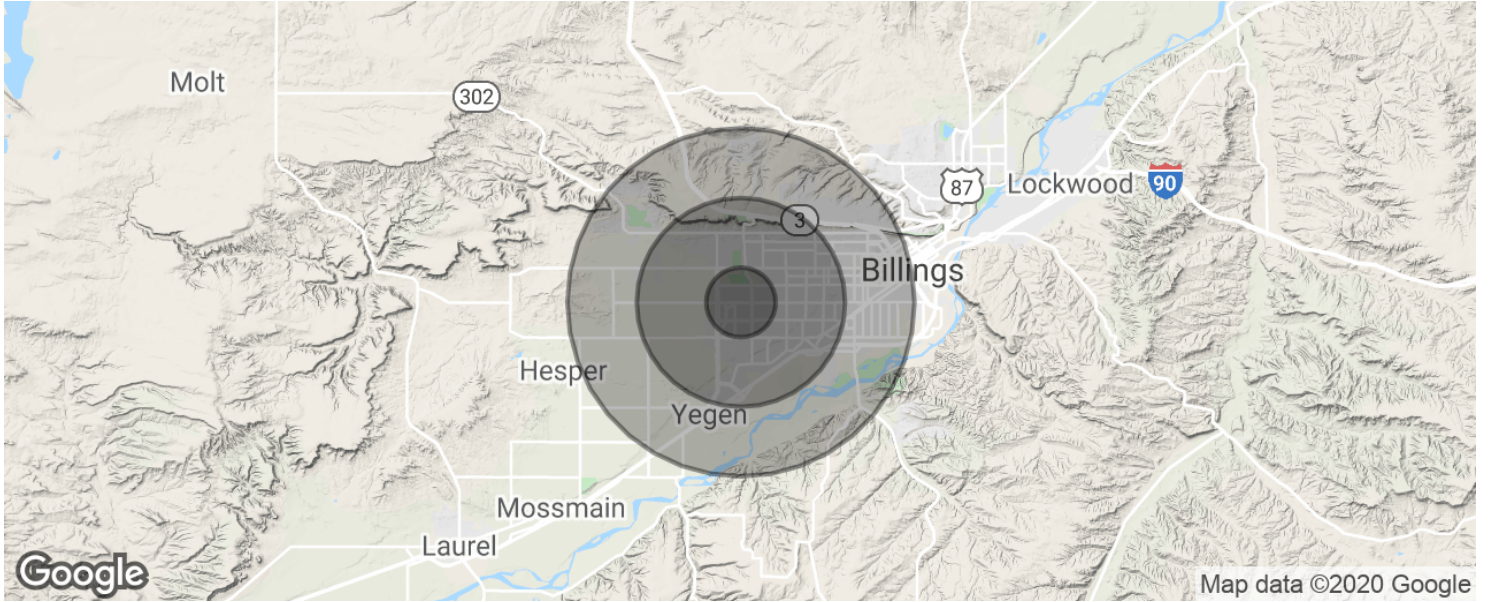 Molt
302
87
Lockwood
90
3
Billings
Hesper
Yegen
Mossmain
Laurel
Google
Map data ©2020 Google